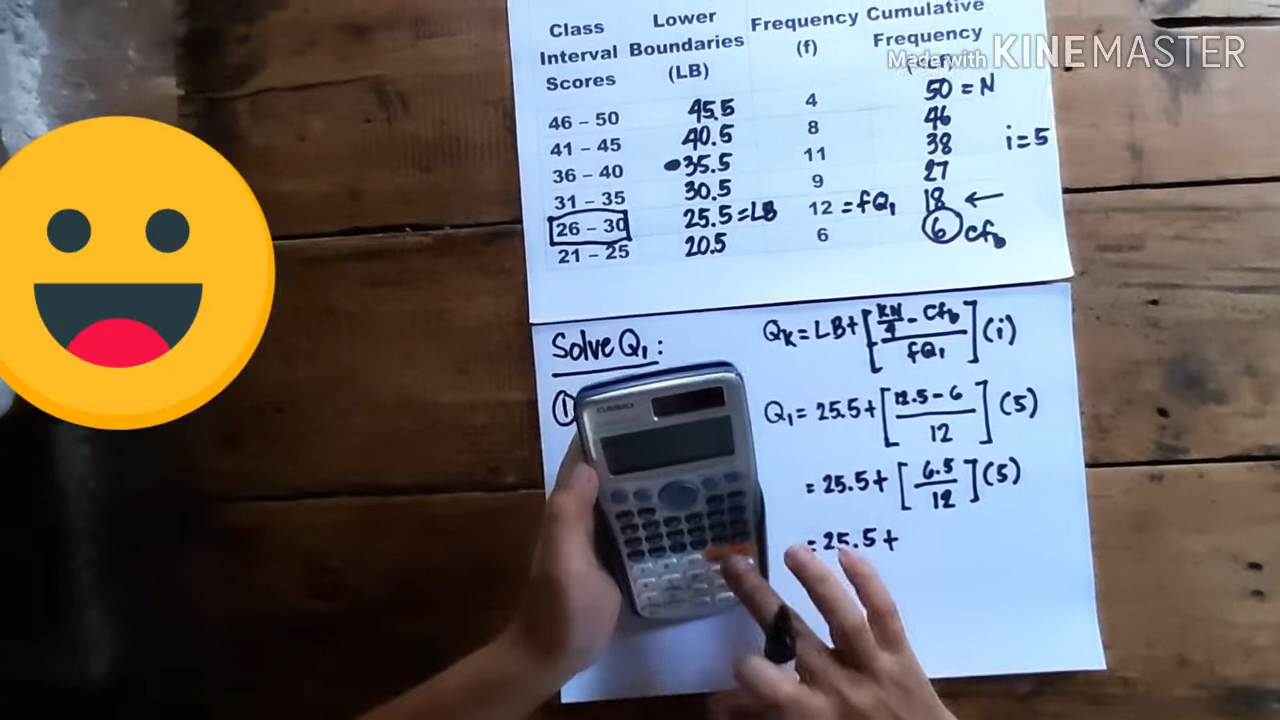 Class Interval Scores Lower Boundaries (LB) Frequency (f) Cumulative Frequency
Made with KINEMASTER
46 – 50 45.5 4 50 = N
41 – 45 40.5 8 46
36 – 40 35.5 11 38 i = 5
31 – 35 30.5 9 27
26 – 30 25.5 = LB 12 = fQ₁ 18 ←
21 – 25 20.5 6 6 cfb
Solve Q₁:
Qk = LB + [kN/4 - cfb / fQ₁] (i)
①
CASIO
Q₁ = 25.5 + [12.5 - 6 / 12] (5)
= 25.5 + [6.5 / 12] (5)
= 25.5 +